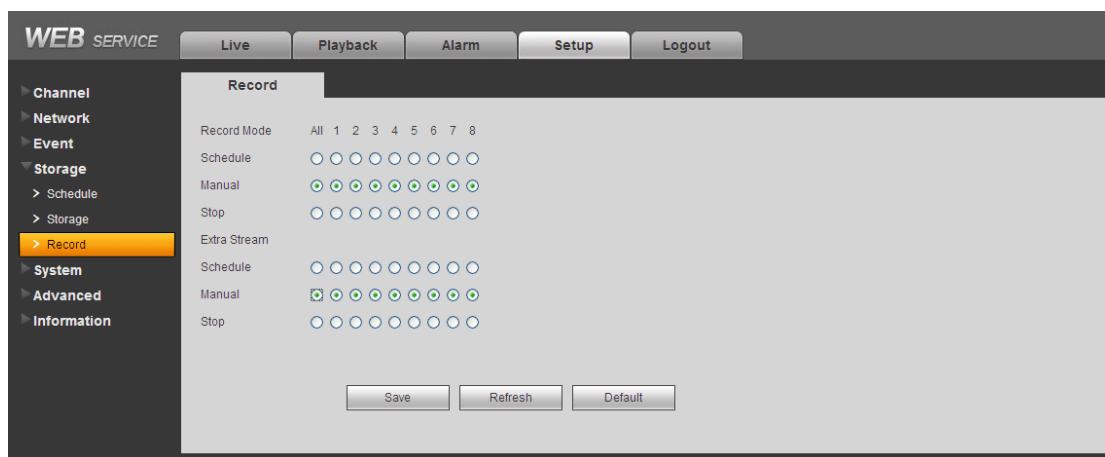 WEB SERVICE
Live Playback Alarm Setup Logout
Channel
Network
Event
Storage
> Schedule
> Storage
> Record
System
Advanced
Information
Record
Record Mode All 1 2 3 4 5 6 7 8
Schedule
Manual
Stop
Extra Stream
Schedule
Manual
Stop
Save Refresh Default